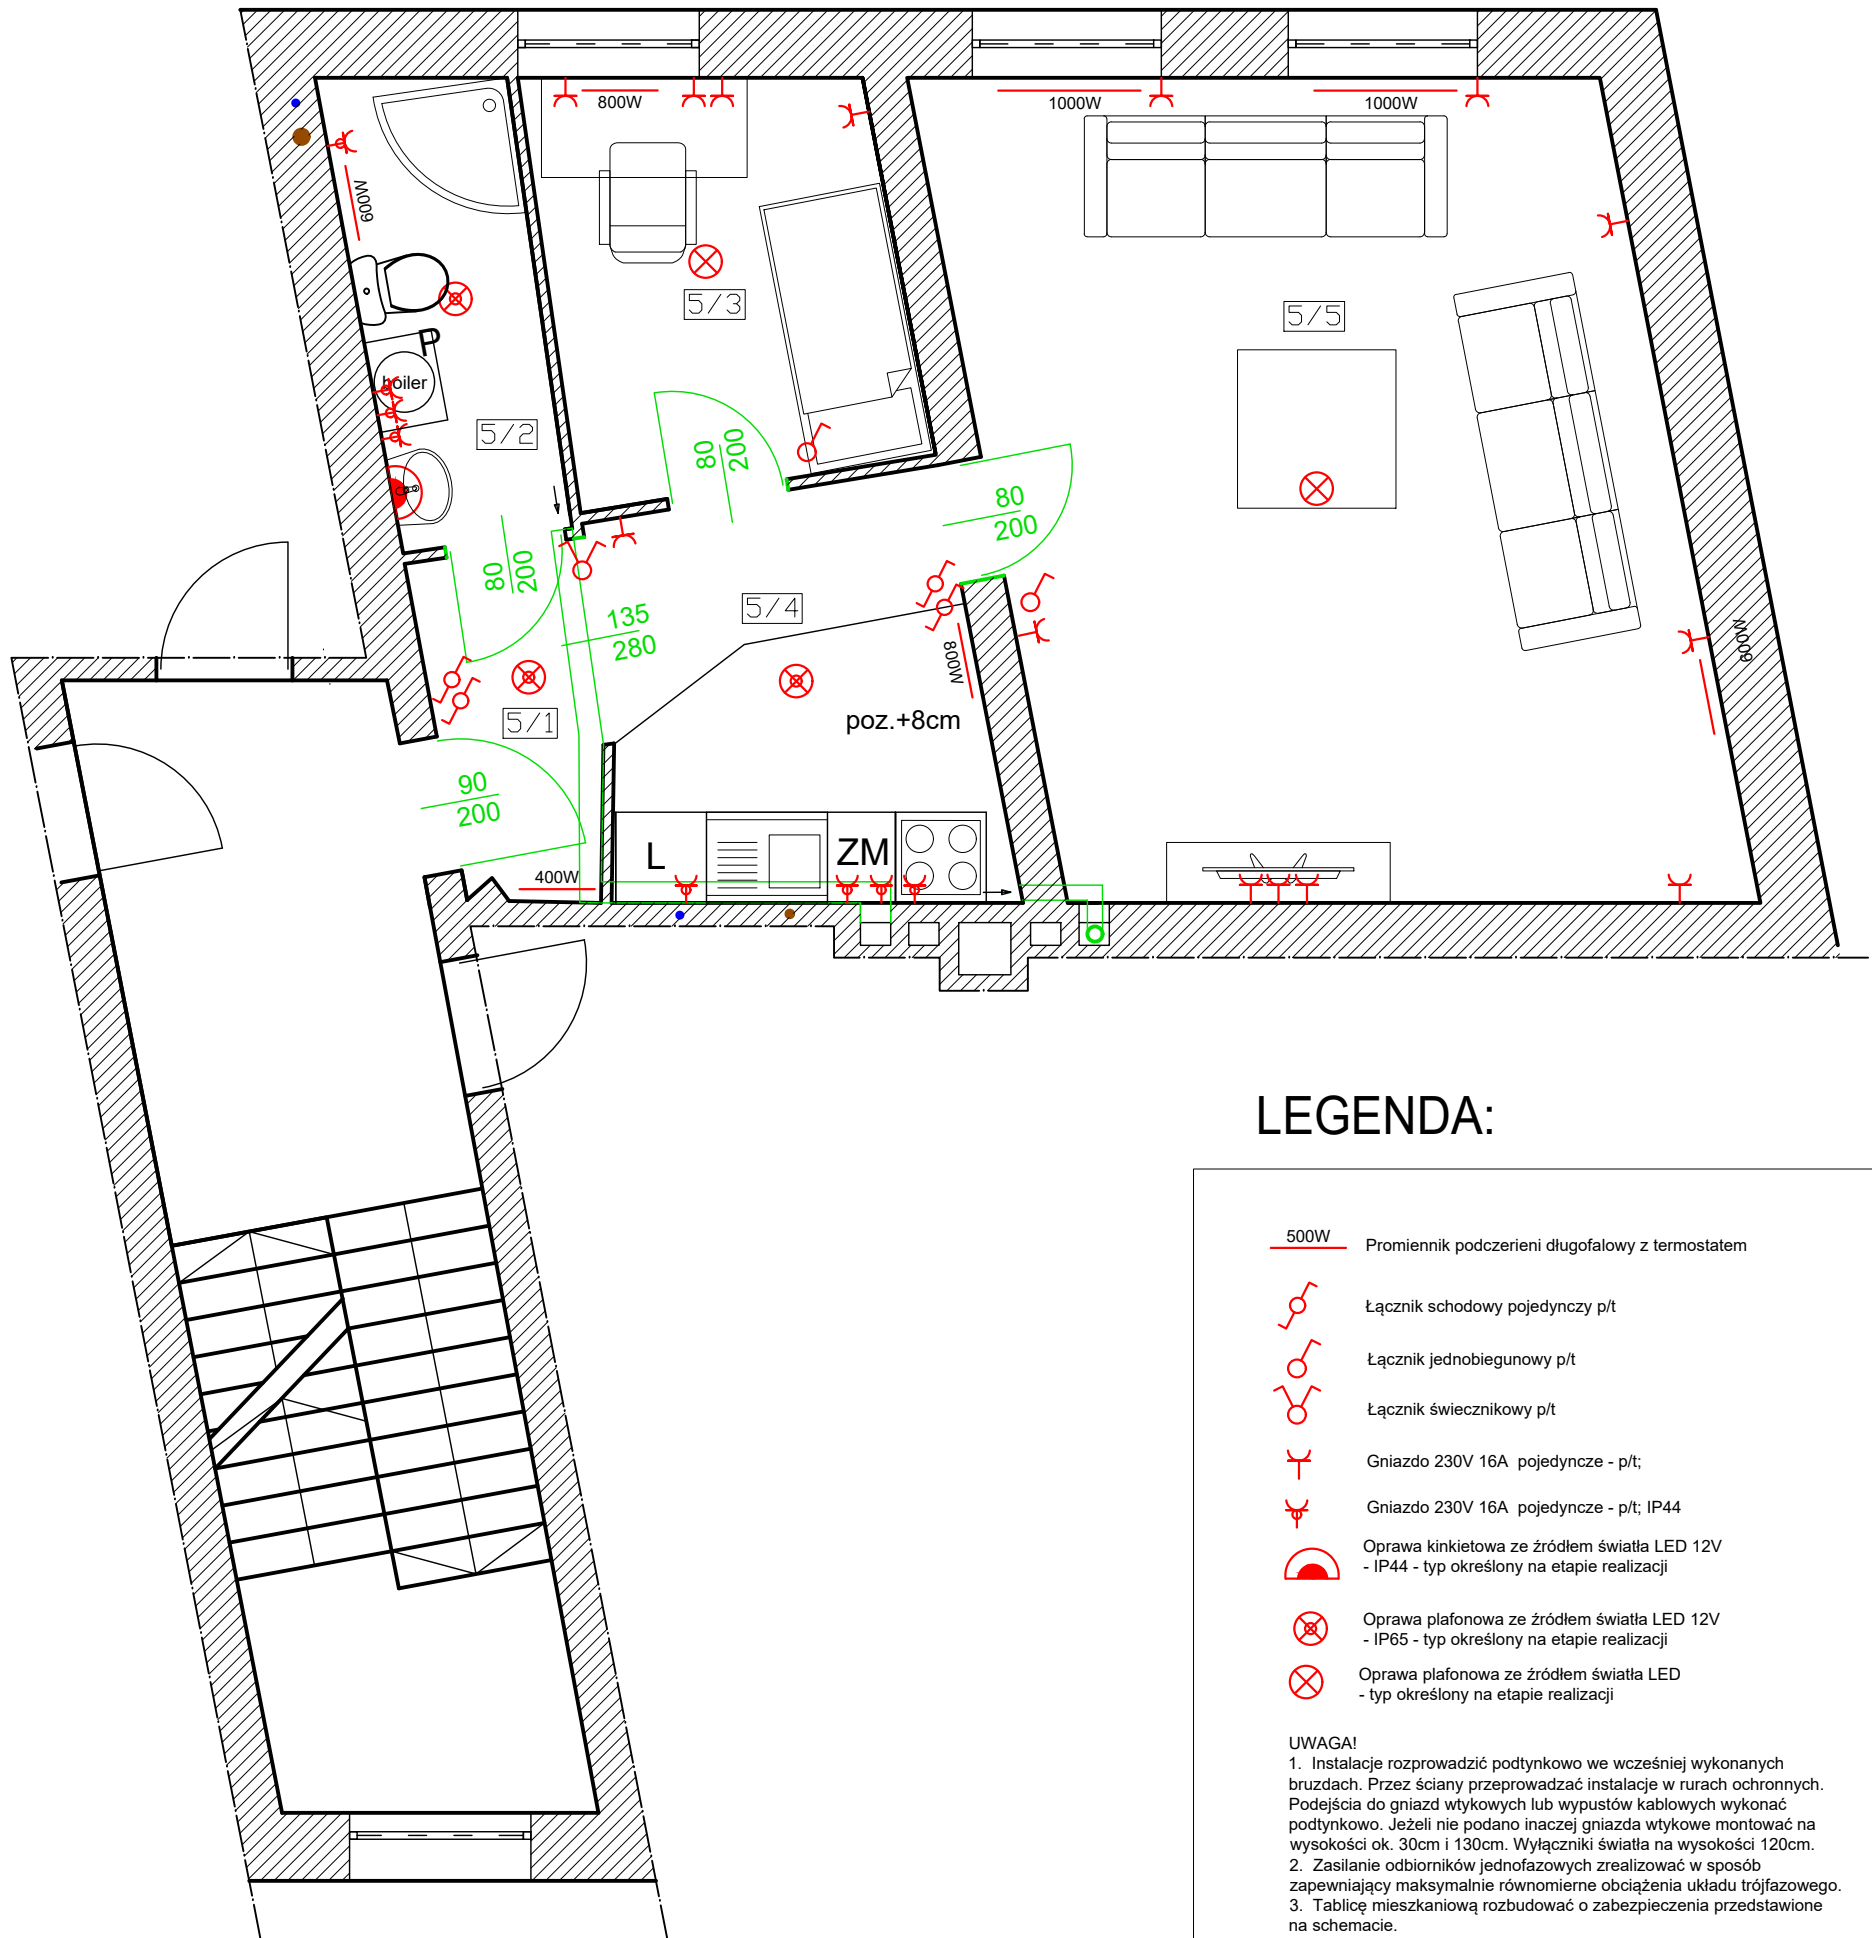 800W
1000W
1000W
600W
5/3
5/5
P
boiler
5/2
80
200
80
200
80
200
5/4
135
280
800W
600W
5/1
poz.+8cm
90
200
L
ZM
400W
LEGENDA:
500W
Promiennik podczerieni długofalowy z termostatem
Łącznik schodowy pojedynczy p/t
Łącznik jednobiegunowy p/t
Łącznik świecznikowy p/t
Gniazdo 230V 16A pojedyncze - p/t;
Gniazdo 230V 16A pojedyncze - p/t; IP44
Oprawa kinkietowa ze źródłem światła LED 12V
- IP44 - typ określony na etapie realizacji
Oprawa plafonowa ze źródłem światła LED 12V
- IP65 - typ określony na etapie realizacji
Oprawa plafonowa ze źródłem światła LED
- typ określony na etapie realizacji
UWAGA!
1. Instalacje rozprowadzić podtynkowo we wcześniej wykonanych
bruzdach. Przez ściany przeprowadzać instalacje w rurach ochronnych.
Podejścia do gniazd wtykowych lub wypustów kablowych wykonać
podtynkowo. Jeżeli nie podano inaczej gniazda wtykowe montować na
wysokości ok. 30cm i 130cm. Wyłączniki światła na wysokości 120cm.
2. Zasilanie odbiorników jednofazowych zrealizować w sposób
zapewniający maksymalnie równomierne obciążenia układu trójfazowego.
3. Tablicę mieszkaniową rozbudować o zabezpieczenia przedstawione
na schemacie.